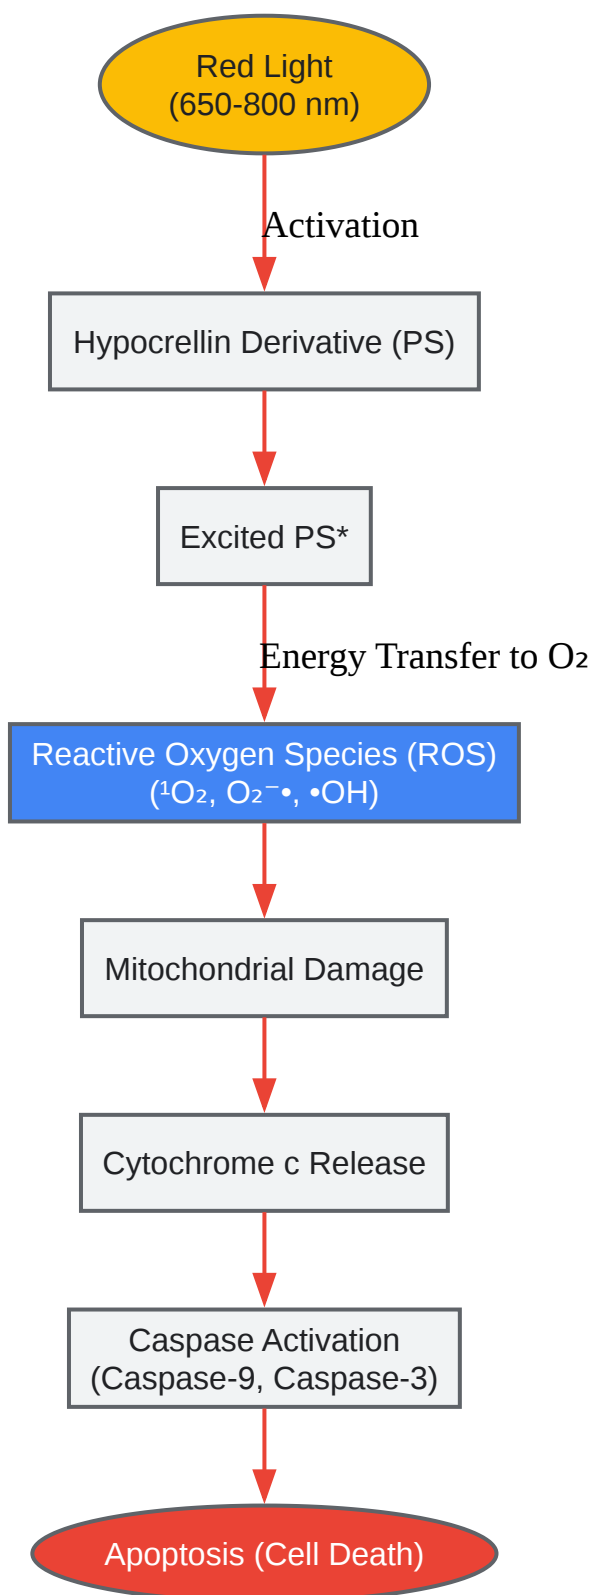 Red Light
(650-800 nm)
Activation
Hypocrellin Derivative (PS)
Excited PS*
Energy Transfer to O₂
Reactive Oxygen Species (ROS)
(¹O₂, O₂⁻•, •OH)
Mitochondrial Damage
Cytochrome c Release
Caspase Activation
(Caspase-9, Caspase-3)
Apoptosis (Cell Death)